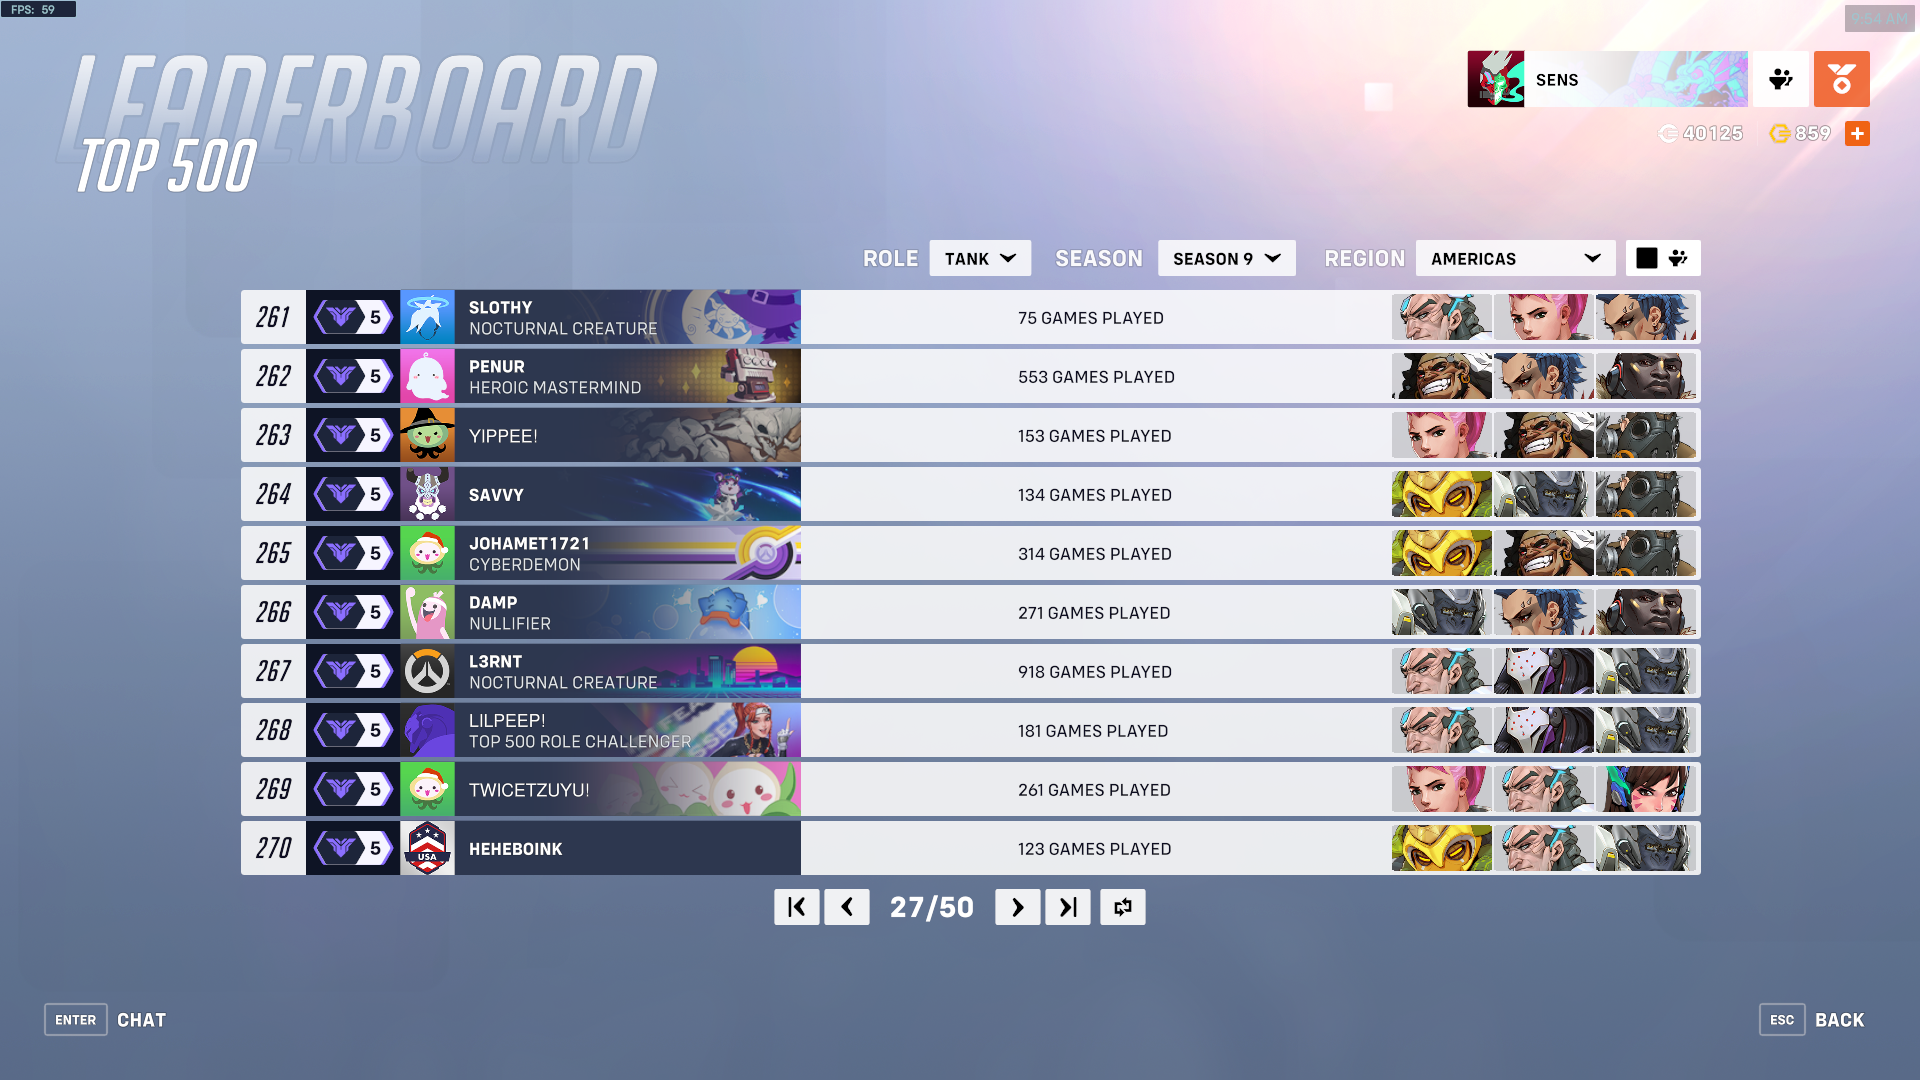 FPS: 59
9:54 AM
LEADERBOARD
TOP 500
SENS
40125
859
ROLE TANK SEASON SEASON 9 REGION AMERICAS
261 5 SLOTHY NOCTURNAL CREATURE 75 GAMES PLAYED
262 5 PENUR HEROIC MASTERMIND 553 GAMES PLAYED
263 5 YIPPEE! 153 GAMES PLAYED
264 5 SAVVY 134 GAMES PLAYED
265 5 JOHAMET1721 CYBERDEMON 314 GAMES PLAYED
266 5 DAMP NULLIFIER 271 GAMES PLAYED
267 5 L3RNT NOCTURNAL CREATURE 918 GAMES PLAYED
268 5 LILPEEP! TOP 500 ROLE CHALLENGER 181 GAMES PLAYED
269 5 TWICETZUYU! 261 GAMES PLAYED
270 USA 5 HEHEBOINK 123 GAMES PLAYED
27/50
ENTER CHAT
ESC BACK